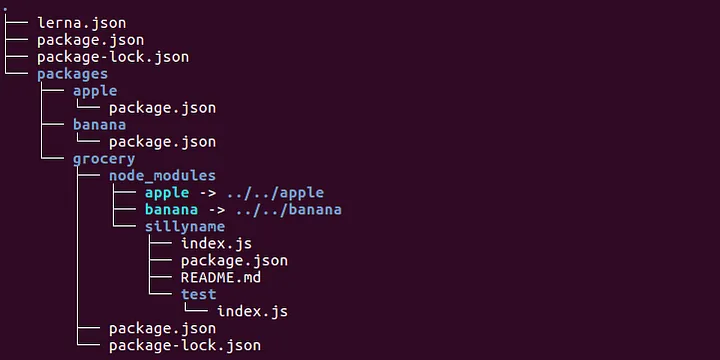 .
├── lerna.json
├── package.json
├── package-lock.json
└── packages
    ├── apple
    │   └── package.json
    ├── banana
    │   └── package.json
    └── grocery
        ├── node_modules
        │   ├── apple -> ../../apple
        │   ├── banana -> ../../banana
        │   └── sillyname
        │       ├── index.js
        │       ├── package.json
        │       ├── README.md
        │       └── test
        │           └── index.js
        ├── package.json
        └── package-lock.json